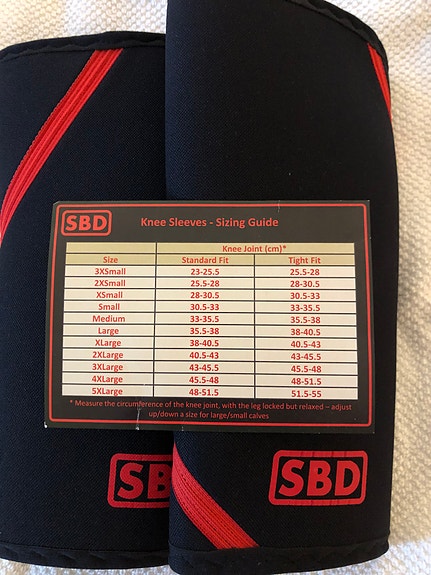 SBD Knee Sleeves - Sizing Guide
Knee Joint (cm)*
Size Standard Fit Tight Fit
3XSmall 23-25.5 25.5-28
2XSmall 25.5-28 28-30.5
XSmall 28-30.5 30.5-33
Small 30.5-33 33-35.5
Medium 33-35.5 35.5-38
Large 35.5-38 38-40.5
XLarge 38-40.5 40.5-43
2XLarge 40.5-43 43-45.5
3XLarge 43-45.5 45.5-48
4XLarge 45.5-48 48-51.5
5XLarge 48-51.5 51.5-55
* Measure the circumference of the knee joint, with the leg locked but relaxed – adjust
up/down a size for large/small calves
SB
SBD